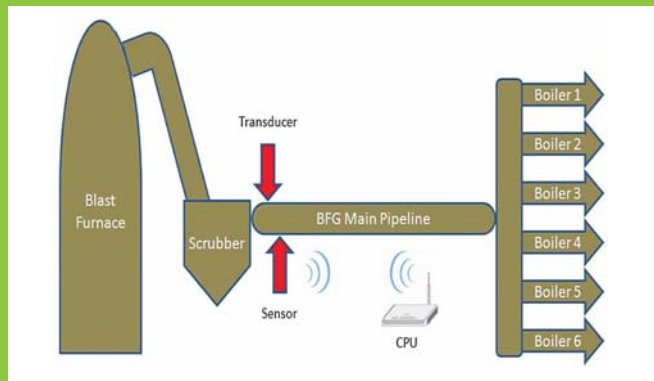 Blast
Furnace
Scrubber
Transducer
BFG Main Pipeline
Sensor
CPU
Boiler 1
Boiler 2
Boiler 3
Boiler 4
Boiler 5
Boiler 6